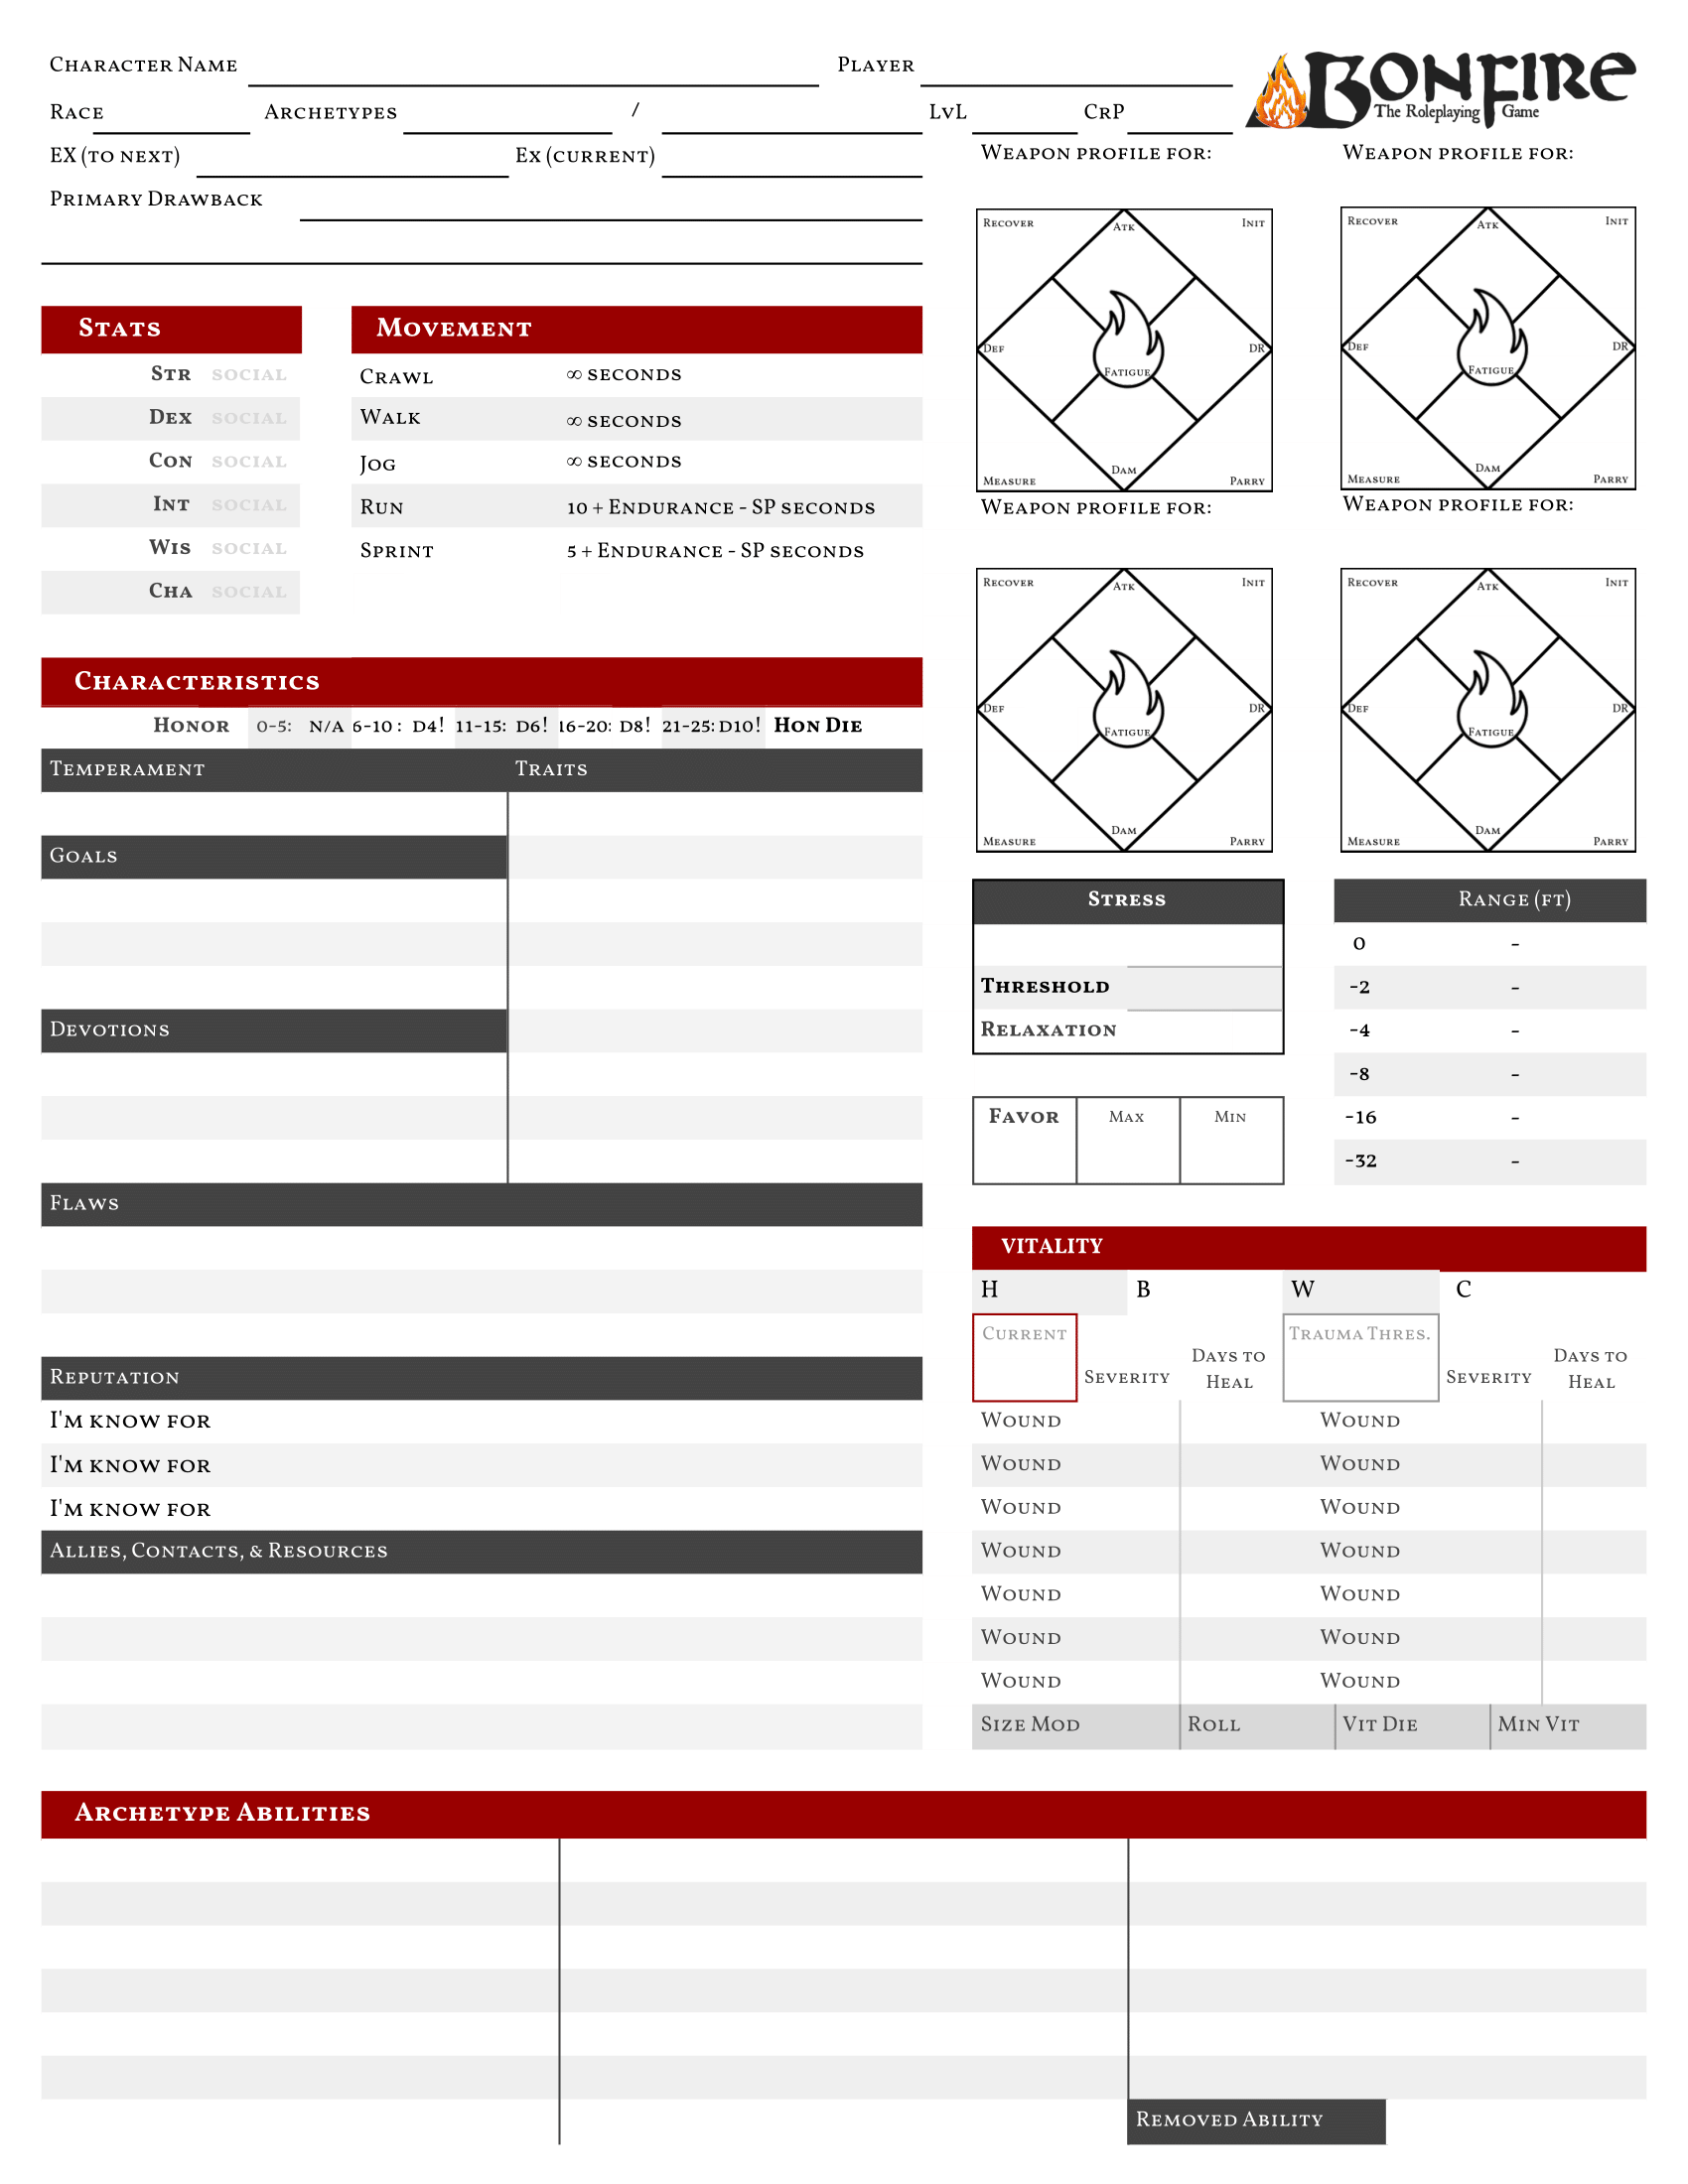 Character Name
Player
Bonfire
The Roleplaying Game
Race
Archetypes
/
LvL
CrP
EX (to next)
Ex (current)
Primary Drawback
Weapon profile for:
Weapon profile for:
Recover
Atk
Init
Def
Fatigue
DR
Measure
Dam
Parry
Recover
Atk
Init
Def
Fatigue
DR
Measure
Dam
Parry
Weapon profile for:
Weapon profile for:
Recover
Atk
Init
Def
Fatigue
DR
Measure
Dam
Parry
Recover
Atk
Init
Def
Fatigue
DR
Measure
Dam
Parry
Stats
Str social
Dex social
Con social
Int social
Wis social
Cha social
Movement
Crawl ∞ seconds
Walk ∞ seconds
Jog ∞ seconds
Run 10 + Endurance - SP seconds
Sprint 5 + Endurance - SP seconds
Characteristics
Honor 0-5: N/A 6-10: D4! 11-15: D6! 16-20: D8! 21-25: D10! Hon Die
Temperament
Traits
Goals
Devotions
Flaws
Reputation
I'm know for
I'm know for
I'm know for
Allies, Contacts, & Resources
Stress
Threshold
Relaxation
Favor Max Min
Range (ft)
0 -
-2 -
-4 -
-8 -
-16 -
-32 -
Vitality
H B W C
Current
Severity
Days to
Heal
Trauma Thres.
Severity
Days to
Heal
Wound Wound
Wound Wound
Wound Wound
Wound Wound
Wound Wound
Wound Wound
Wound Wound
Size Mod Roll Vit Die Min Vit
Archetype Abilities
Removed Ability